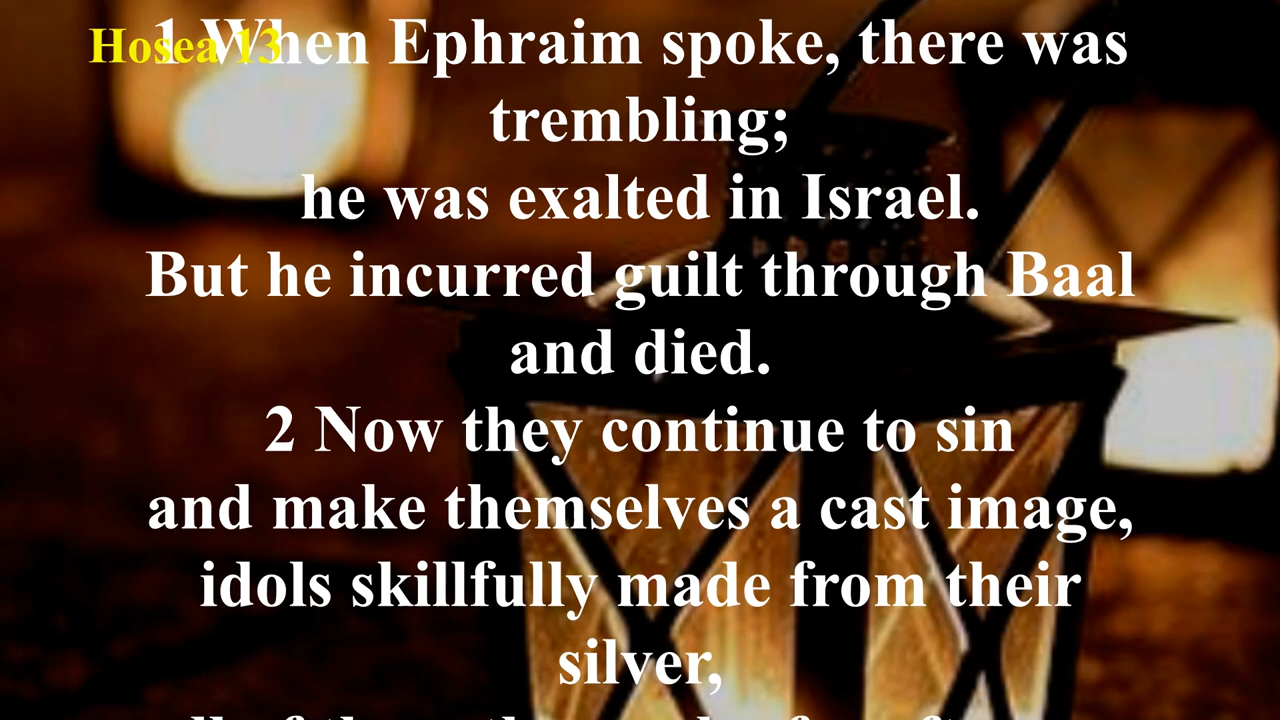 Hosea 13
1 When Ephraim spoke, there was
trembling;
he was exalted in Israel.
But he incurred guilt through Baal
and died.
2 Now they continue to sin
and make themselves a cast image,
idols skillfully made from their
silver,